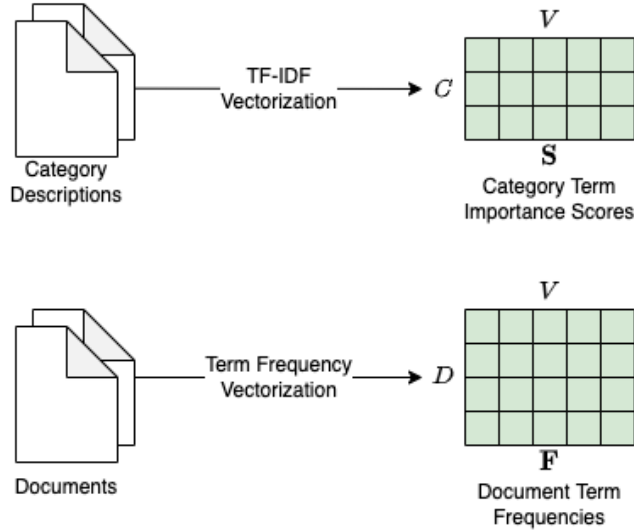 V
TF-IDF
Vectorization
C
Category
Descriptions
S
Category Term
Importance Scores
V
Term Frequency
Vectorization
D
Documents
F
Document Term
Frequencies